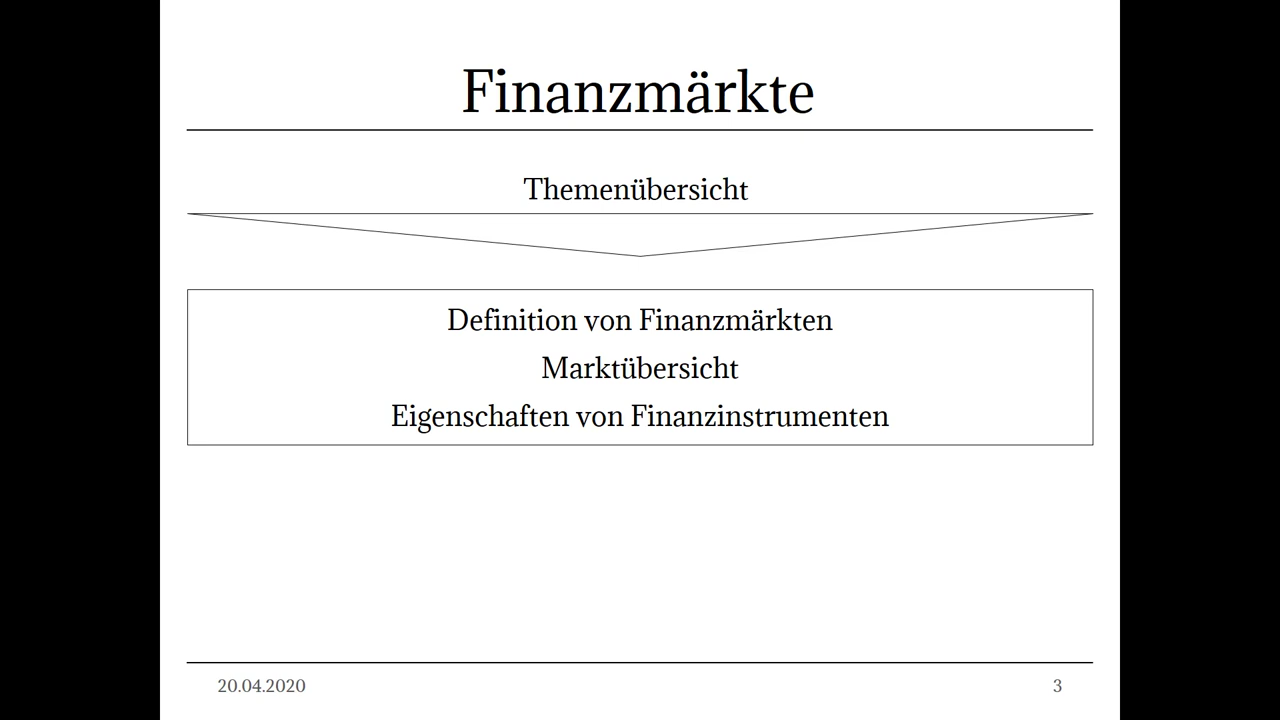 Finanzmärkte
Themenübersicht
Definition von Finanzmärkten
Marktübersicht
Eigenschaften von Finanzinstrumenten
20.04.2020
3